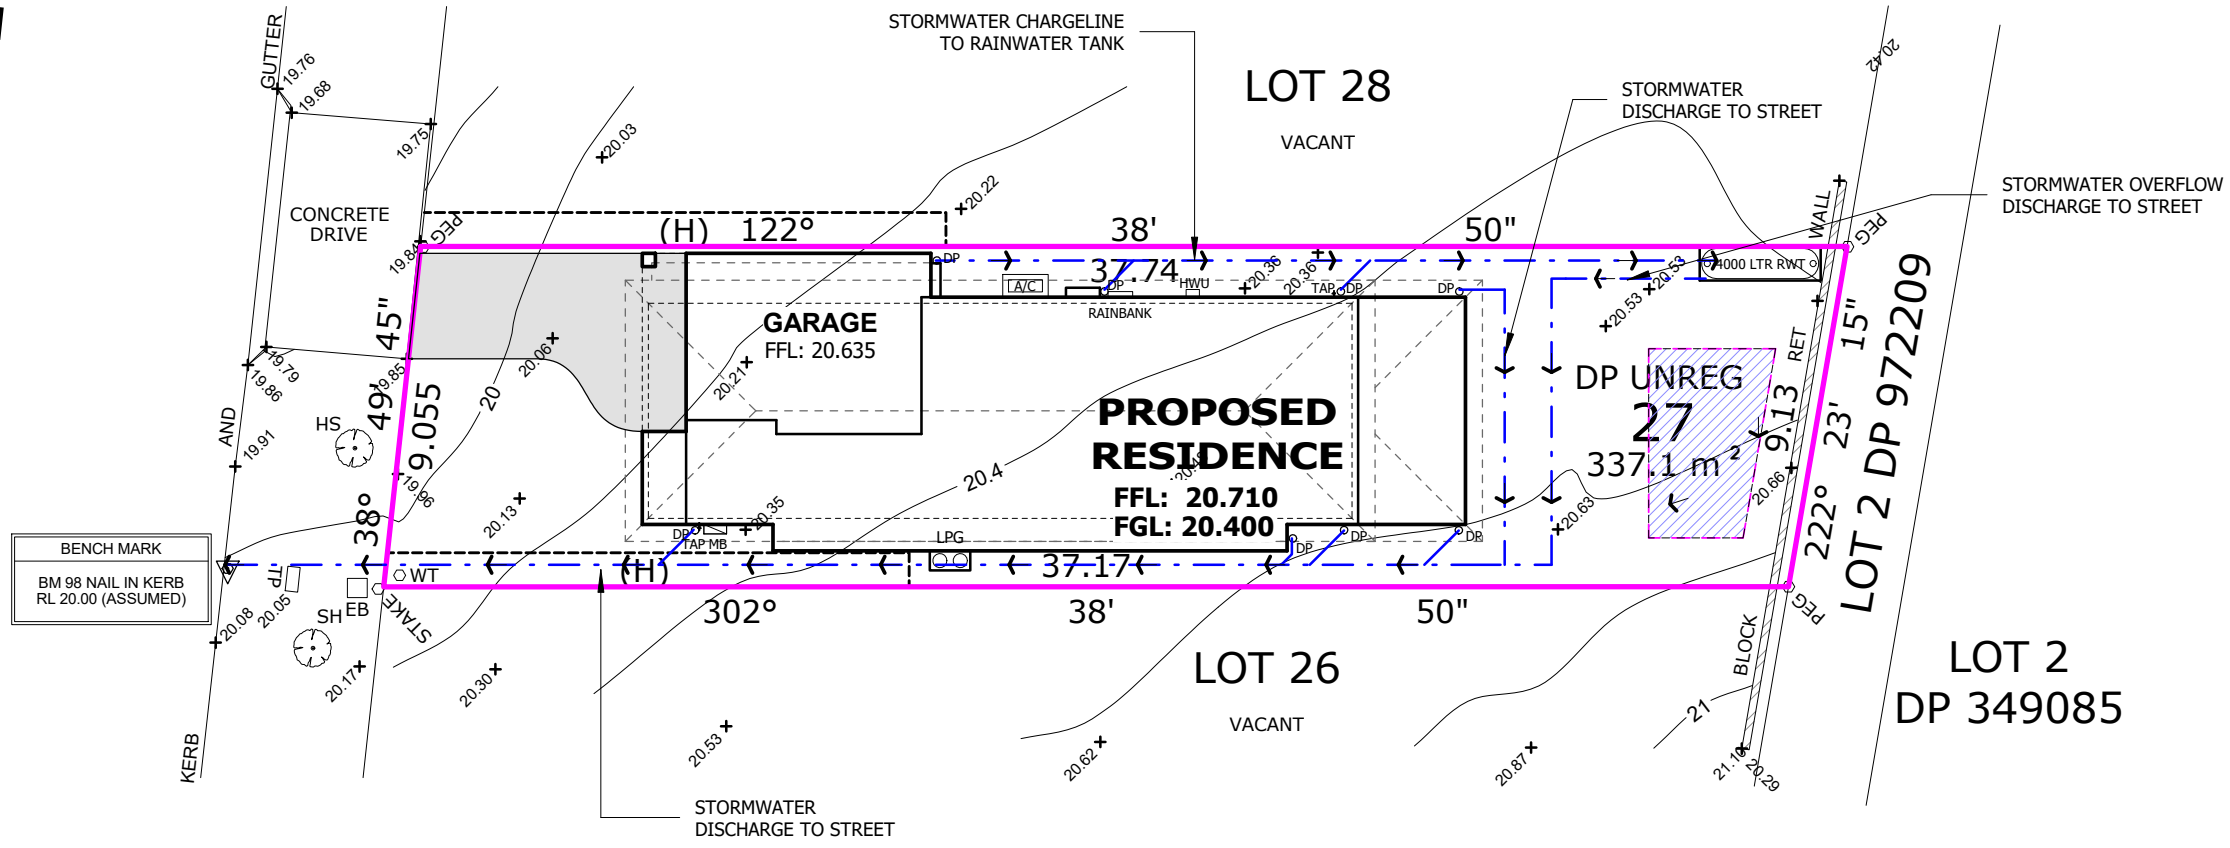 STORMWATER CHARGELINE
TO RAINWATER TANK
GUTTER
19.76
19.68
19.75
20.03
LOT 28
VACANT
STORMWATER
DISCHARGE TO STREET
20.42
STORMWATER OVERFLOW
DISCHARGE TO STREET
CONCRETE
DRIVE
19.84
PEG
(H) 122° 38' 50"
20.22
WALL
PEG
DP
37.74
A/C
DP
HWU
20.36
20.36
TAP
DP
DP
4000 LTR RWT
20.53
20.53
RAINBANK
GARAGE
FFL: 20.635
45"
49'
38°
9.055
19.85
19.79
19.86
20
20.06
20.21
HS
AND
19.91
19.96
20.13
20.35
20.4
PROPOSED
RESIDENCE
20.48
FFL: 20.710
FGL: 20.400
DP UNREG
27
337.1 m²
RET
9.13
15"
23'
222°
20.66
20.63
LOT 2 DP 972209
BENCH MARK
BM 98 NAIL IN KERB
RL 20.00 (ASSUMED)
DP
TAP MB
LPG
DP
DP
DP
TP
20.05
WT
EB
SH
STAKE
(H)
37.17
302° 38' 50"
PEG
20.08
20.17
20.30
KERB
LOT 26
VACANT
BLOCK
LOT 2
DP 349085
21
20.53
20.62
20.87
20.29
STORMWATER
DISCHARGE TO STREET